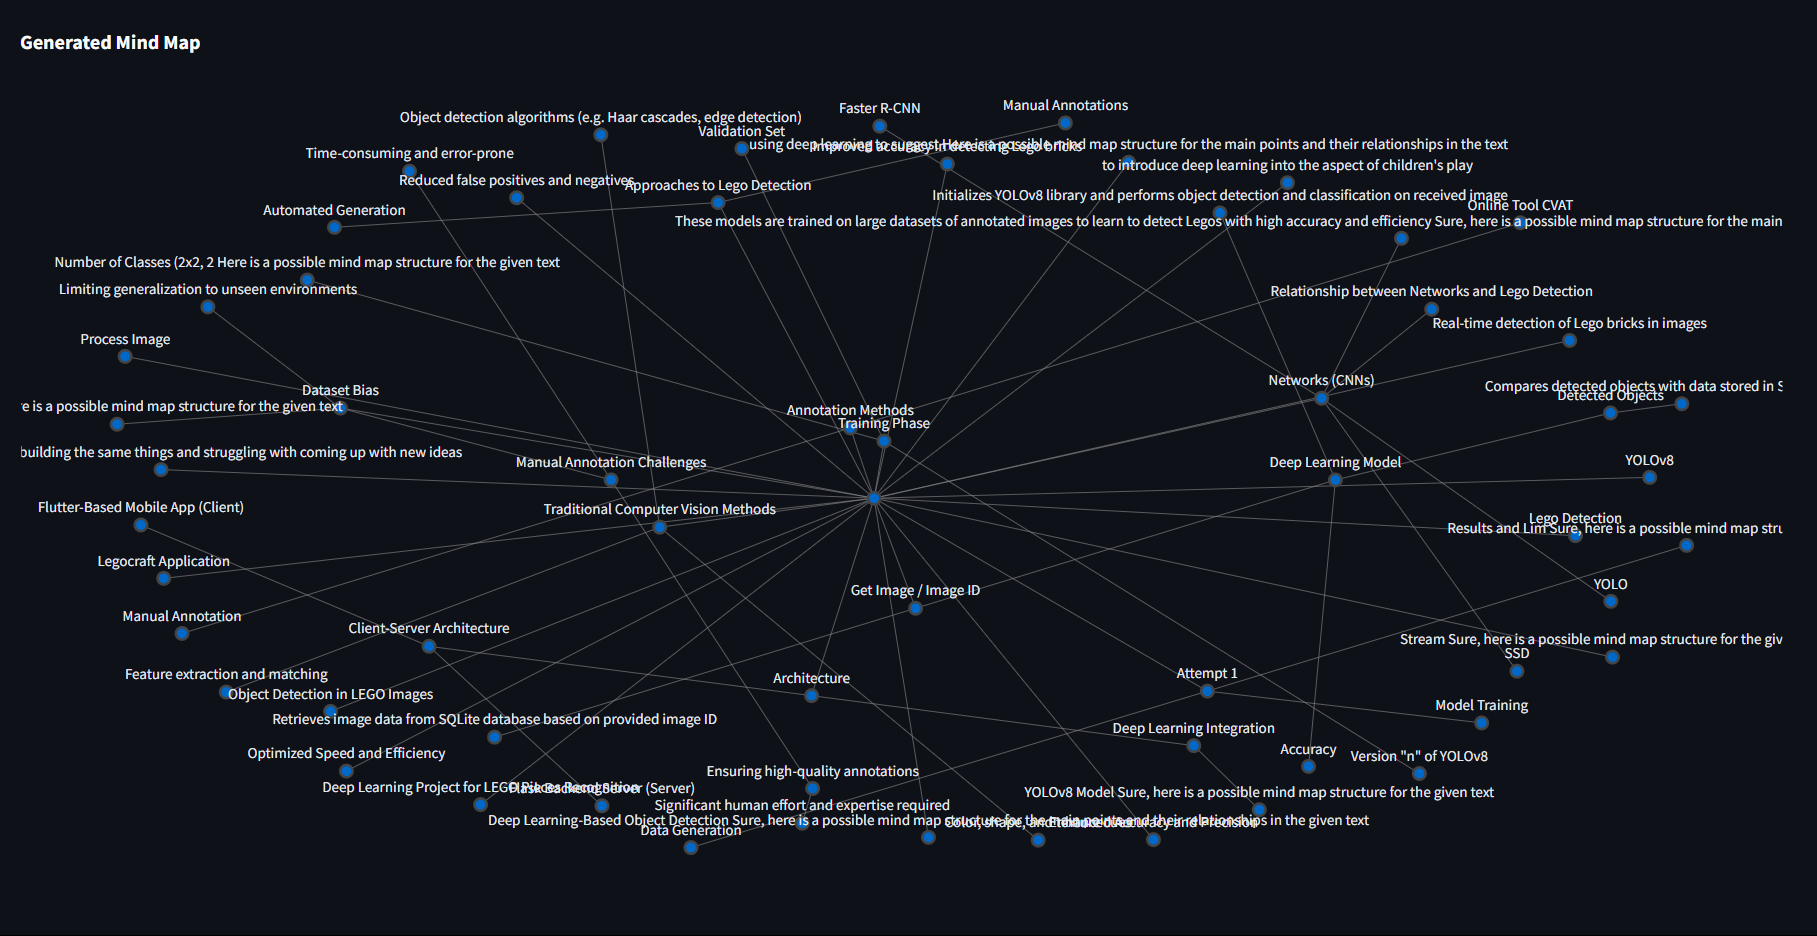 Generated Mind Map
Faster R-CNN
Manual Annotations
Object detection algorithms (e.g. Haar cascades, edge detection)
Validation Set
using deep learning to suggest Here is a possible mind map structure for the main points and their relationships in the text
Improved accuracy in detecting Lego bricks
Time-consuming and error-prone
to introduce deep learning into the aspect of children's play
Reduced false positives and negatives
Approaches to Lego Detection
Initializes YOLOv8 library and performs object detection and classification on received image
Automated Generation
Online Tool CVAT
These models are trained on large datasets of annotated images to learn to detect Legos with high accuracy and efficiency Sure, here is a possible mind map structure for the main
Number of Classes (2x2, 2 Here is a possible mind map structure for the given text
Limiting generalization to unseen environments
Relationship between Networks and Lego Detection
Real-time detection of Lego bricks in images
Process Image
Networks (CNNs)
Dataset Bias
Compares detected objects with data stored in S
Detected Objects
re is a possible mind map structure for the given text
Annotation Methods
Training Phase
building the same things and struggling with coming up with new ideas
Manual Annotation Challenges
Deep Learning Model
YOLOv8
Flutter-Based Mobile App (Client)
Traditional Computer Vision Methods
Lego Detection
Results and Lim Sure, here is a possible mind map stru
Legocraft Application
Get Image / Image ID
YOLO
Manual Annotation
Client-Server Architecture
Stream Sure, here is a possible mind map structure for the giv
SSD
Feature extraction and matching
Architecture
Attempt 1
Object Detection in LEGO Images
Model Training
Retrieves image data from SQLite database based on provided image ID
Deep Learning Integration
Optimized Speed and Efficiency
Accuracy
Version "n" of YOLOv8
Ensuring high-quality annotations
Deep Learning Project for LEGO Pieces Recognition
Flask Backend Server (Server)
YOLOv8 Model Sure, here is a possible mind map structure for the given text
Significant human effort and expertise required
Deep Learning-Based Object Detection Sure, here is a possible mind map structure for the main points and their relationships in the given text
Color, shape, and
Enhanced Accuracy and Precision
Data Generation